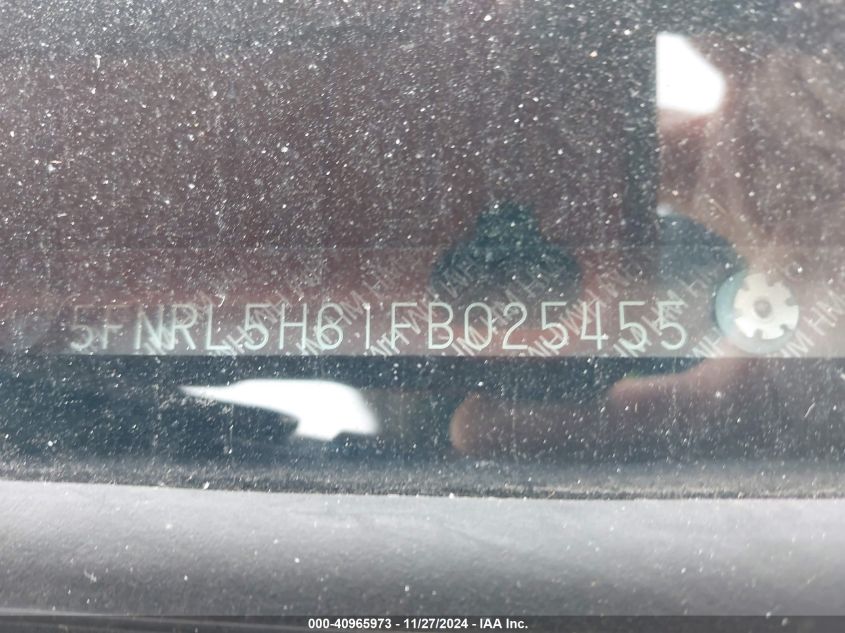 5FNRL5H61FB025455
000-40965973 - 11/27/2024 - IAA Inc.